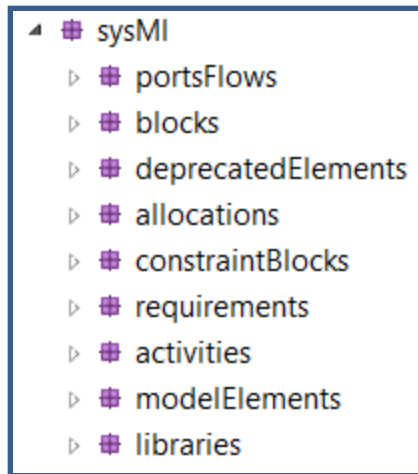 sysMl
portsFlows
blocks
deprecatedElements
allocations
constraintBlocks
requirements
activities
modelElements
libraries